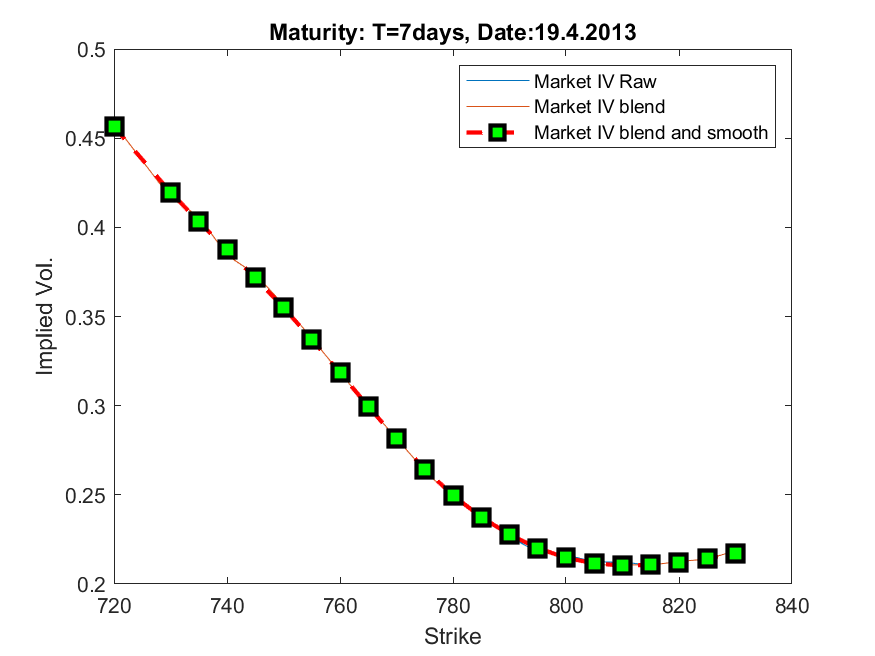 Maturity: T=7days, Date:19.4.2013
0.5
Market IV Raw
Market IV blend
Market IV blend and smooth
0.45
0.4
0.35
Implied Vol.
0.3
0.25
0.2
720 740 760 780 800 820 840
Strike